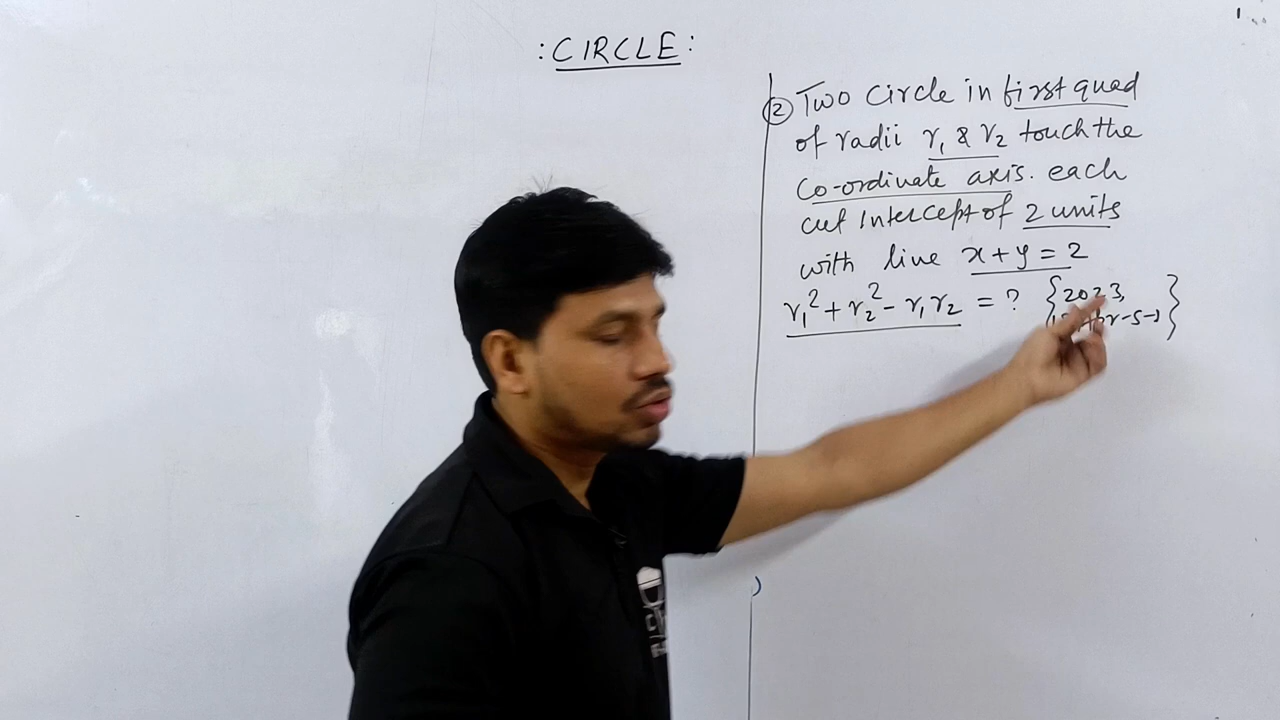 : CIRCLE :
② Two Circle in first quad
of radii r₁ & r₂ touch the
Co-ordinate axis. each
cut Intercept of 2 units
with line x + y = 2
r₁² + r₂² - r₁r₂ = ? { 2023,
r-S-1 }